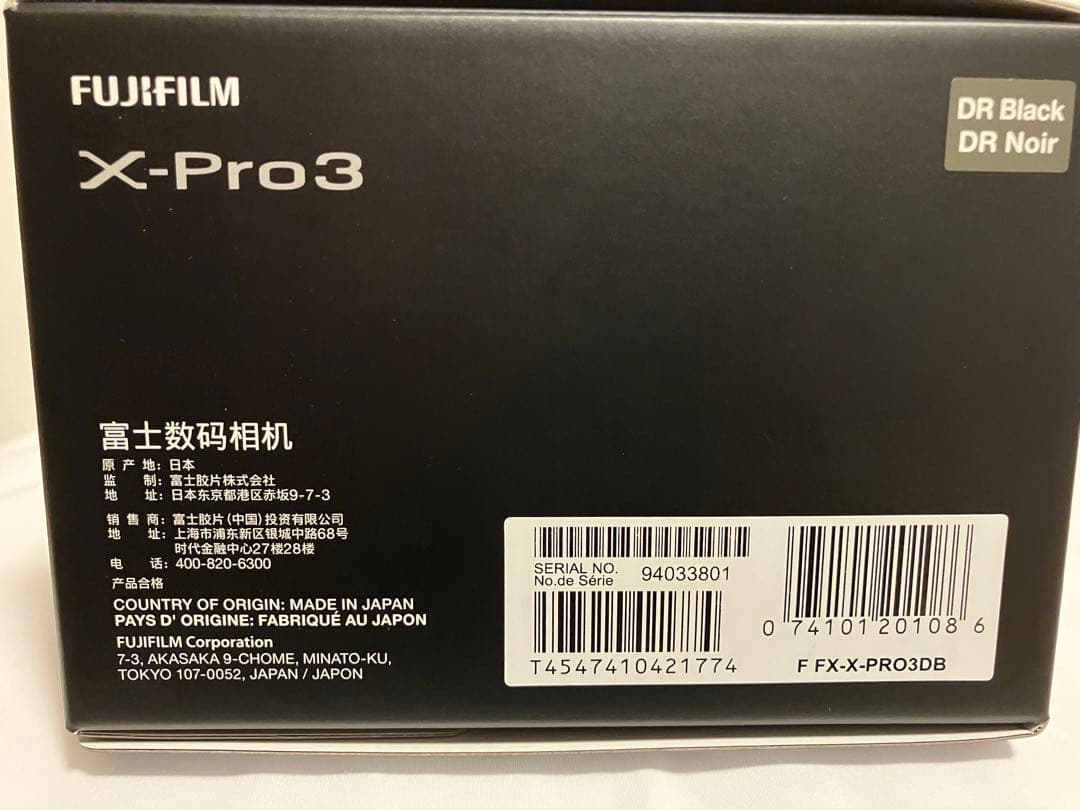 FUJIFILM
X-Pro3
DR Black
DR Noir
富士数码相机
原产地：日本
监制：富士胶片株式会社
地址：日本东京都港区赤坂9-7-3
销售商：富士胶片(中国)投资有限公司
地址：上海市浦东新区银城中路68号
时代金融中心27楼28楼
电话：400-820-6300
产品合格
COUNTRY OF ORIGIN: MADE IN JAPAN
PAYS D' ORIGINE: FABRIQUÉ AU JAPON
FUJIFILM Corporation
7-3, AKASAKA 9-CHOME, MINATO-KU,
TOKYO 107-0052, JAPAN / JAPON
SERIAL NO.
No.de Série 94033801
T4547410421774
0 74101 20108 6
F FX-X-PRO3DB